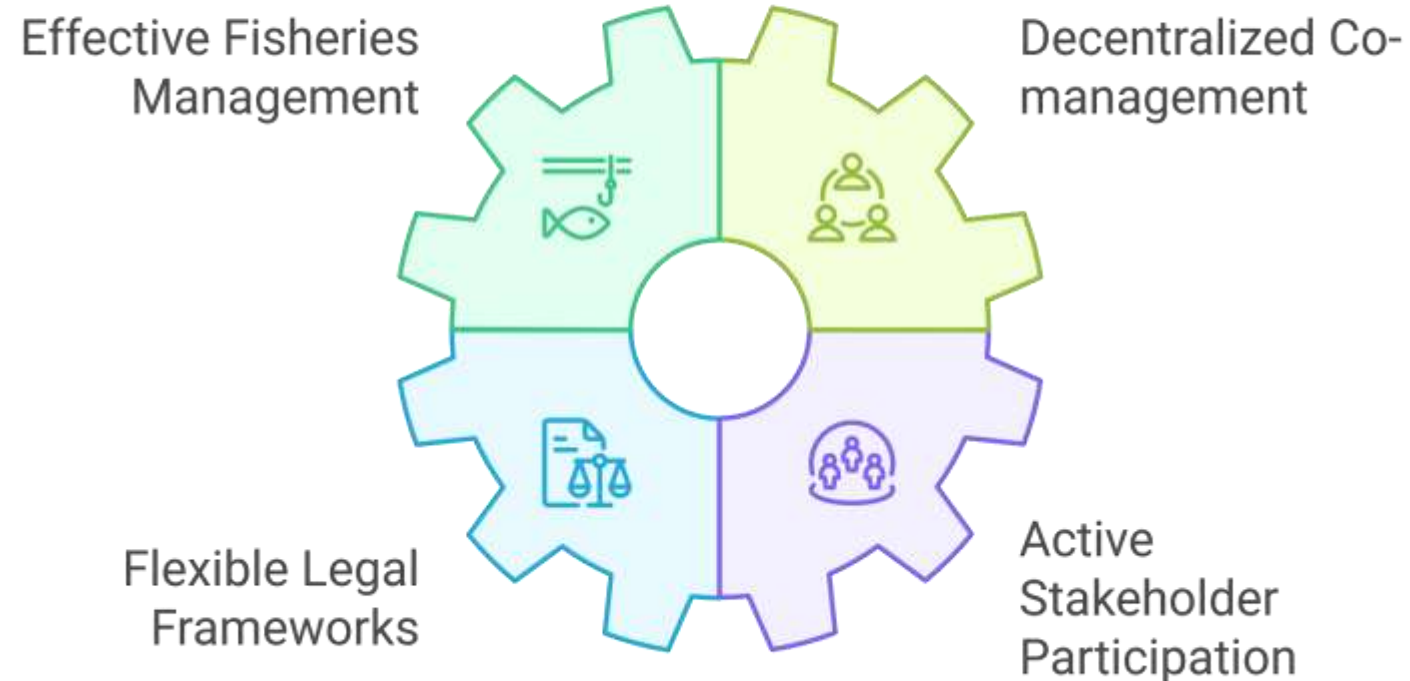 Effective Fisheries
Management
Decentralized Co-
management
Flexible Legal
Frameworks
Active
Stakeholder
Participation